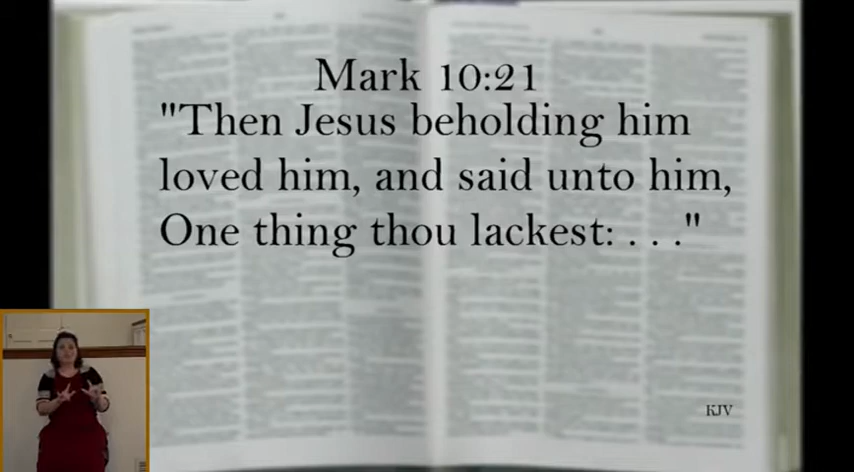 Mark 10:21
"Then Jesus beholding him
loved him, and said unto him,
One thing thou lackest: . . ."
KJV